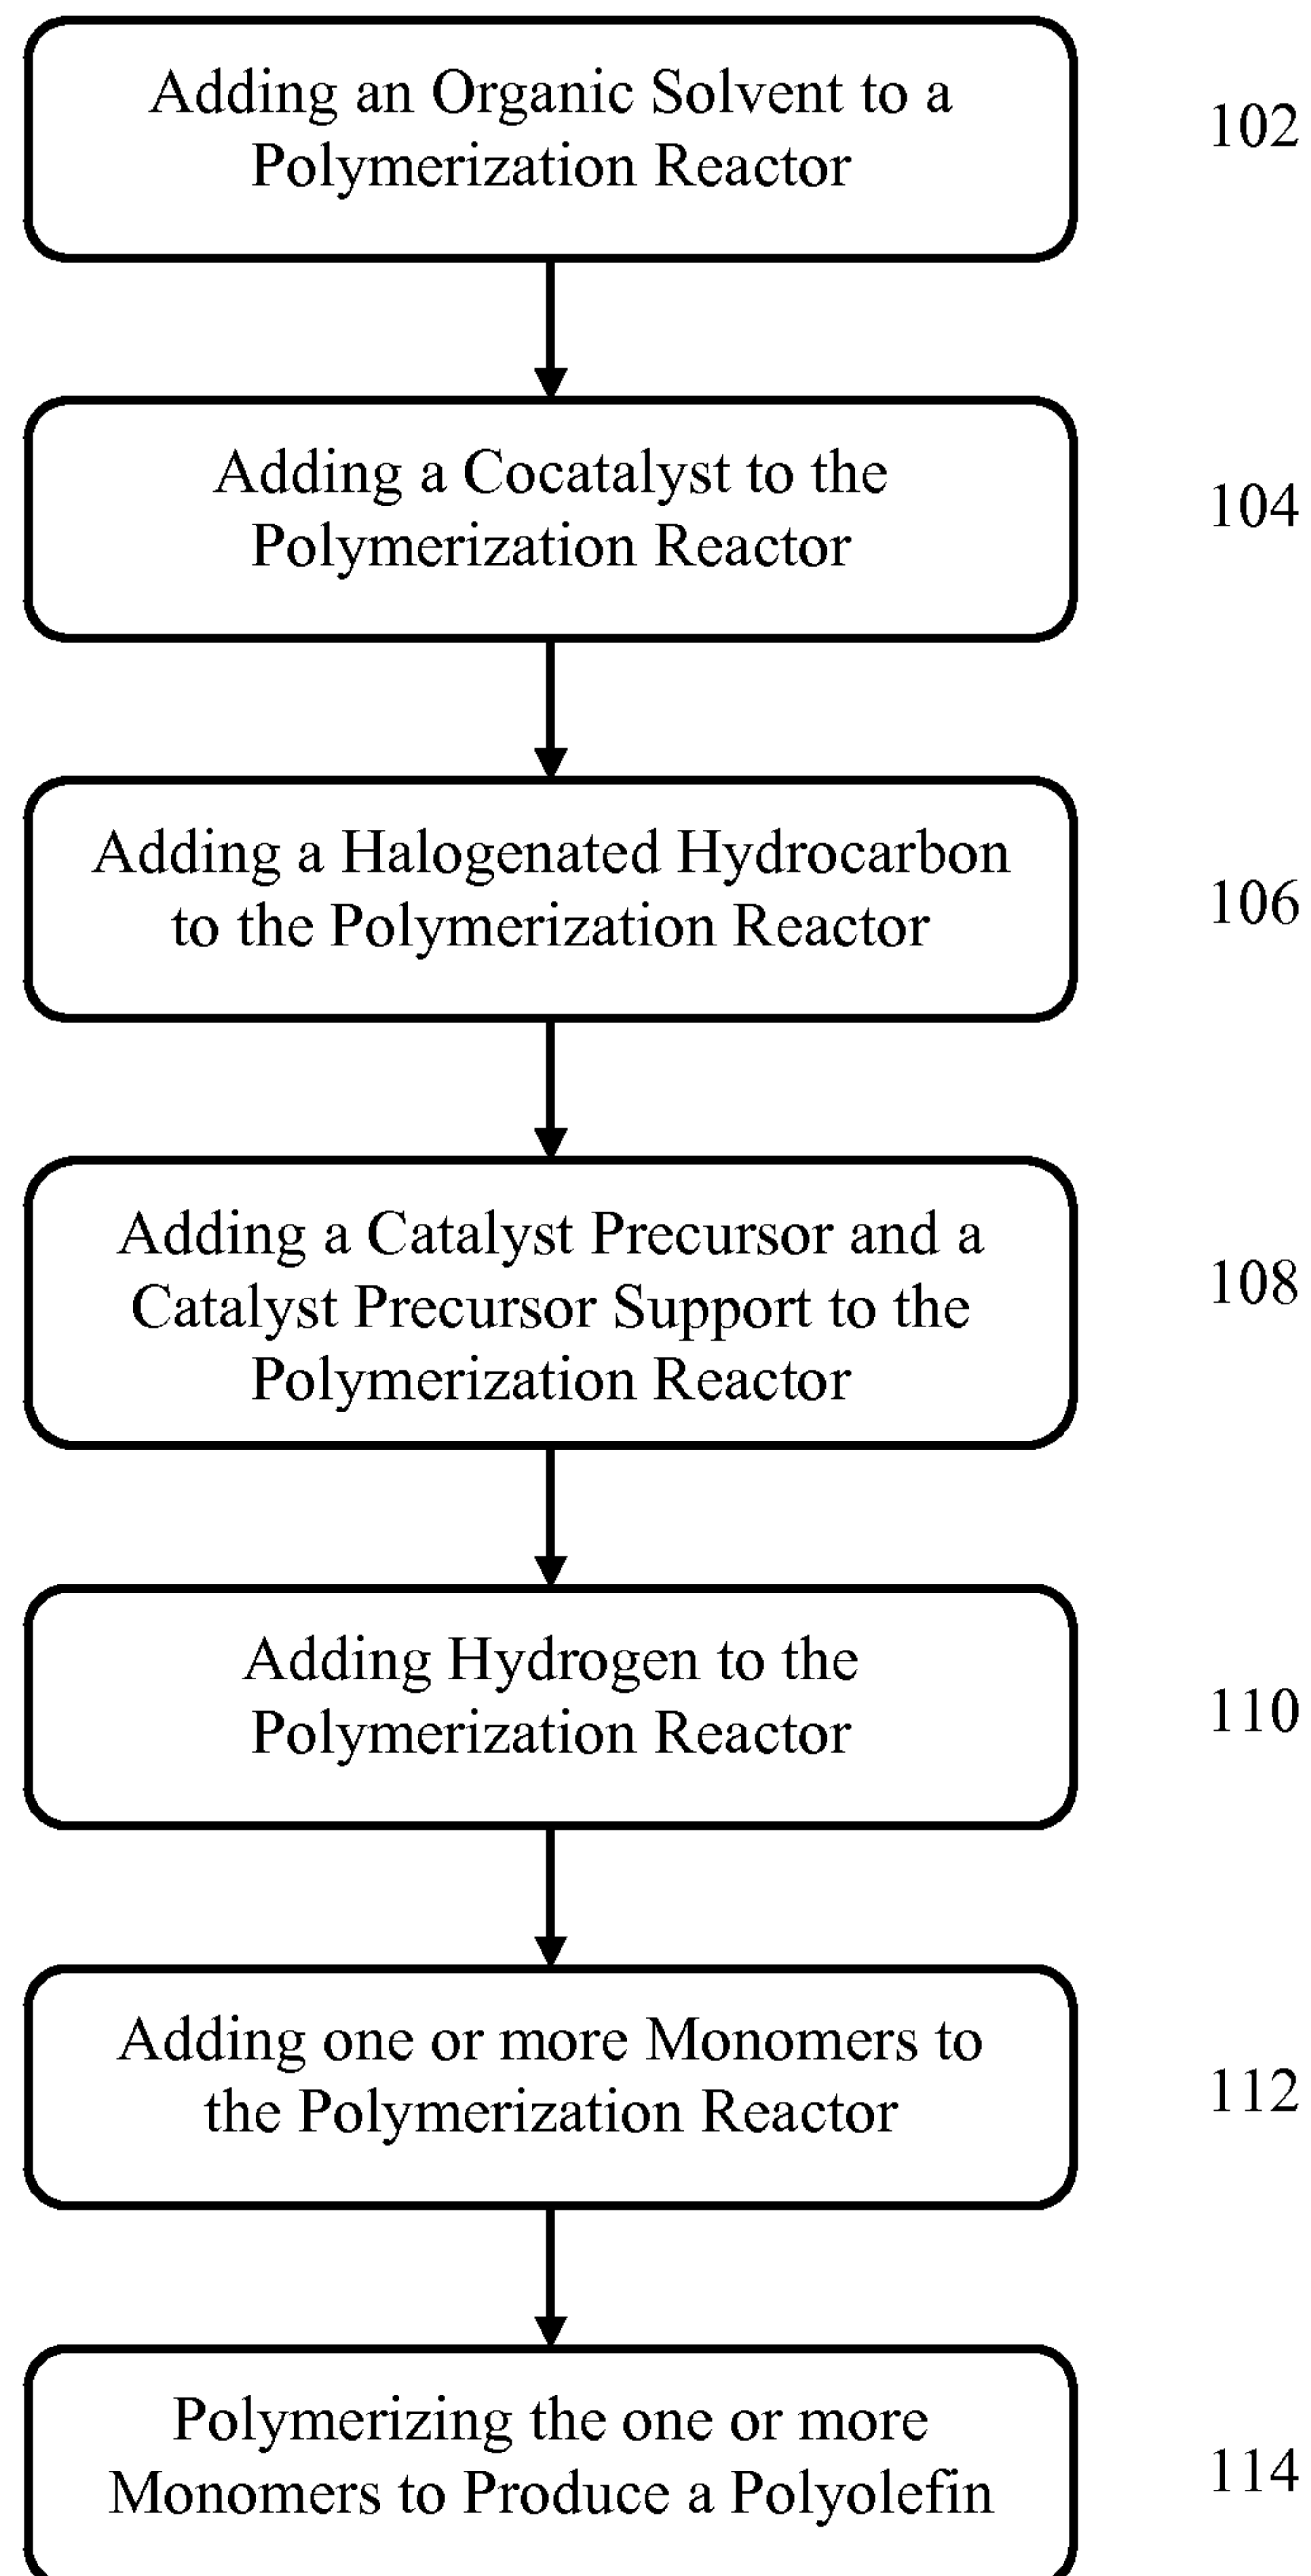 Adding an Organic Solvent to a
Polymerization Reactor
102
Adding a Cocatalyst to the
Polymerization Reactor
104
Adding a Halogenated Hydrocarbon
to the Polymerization Reactor
106
Adding a Catalyst Precursor and a
Catalyst Precursor Support to the
Polymerization Reactor
108
Adding Hydrogen to the
Polymerization Reactor
110
Adding one or more Monomers to
the Polymerization Reactor
112
Polymerizing the one or more
Monomers to Produce a Polyolefin
114